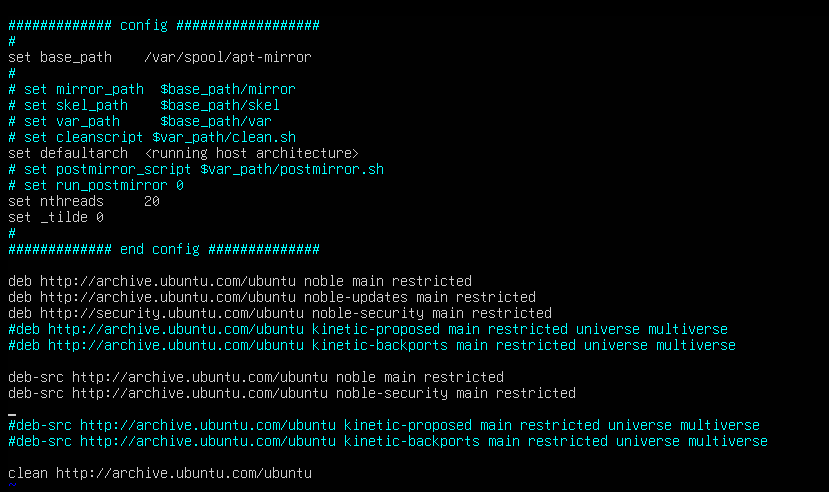 ############# config ##################
#
set base_path    /var/spool/apt-mirror
#
# set mirror_path  $base_path/mirror
# set skel_path    $base_path/skel
# set var_path     $base_path/var
# set cleanscript $var_path/clean.sh
set defaultarch  <running host architecture>
# set postmirror_script $var_path/postmirror.sh
# set run_postmirror 0
set nthreads     20
set _tilde 0
#
############# end config ##############
deb http://archive.ubuntu.com/ubuntu noble main restricted
deb http://archive.ubuntu.com/ubuntu noble-updates main restricted
deb http://security.ubuntu.com/ubuntu noble-security main restricted
#deb http://archive.ubuntu.com/ubuntu kinetic-proposed main restricted universe multiverse
#deb http://archive.ubuntu.com/ubuntu kinetic-backports main restricted universe multiverse
deb-src http://archive.ubuntu.com/ubuntu noble main restricted
deb-src http://archive.ubuntu.com/ubuntu noble-security main restricted
#deb-src http://archive.ubuntu.com/ubuntu kinetic-proposed main restricted universe multiverse
#deb-src http://archive.ubuntu.com/ubuntu kinetic-backports main restricted universe multiverse
clean http://archive.ubuntu.com/ubuntu
~